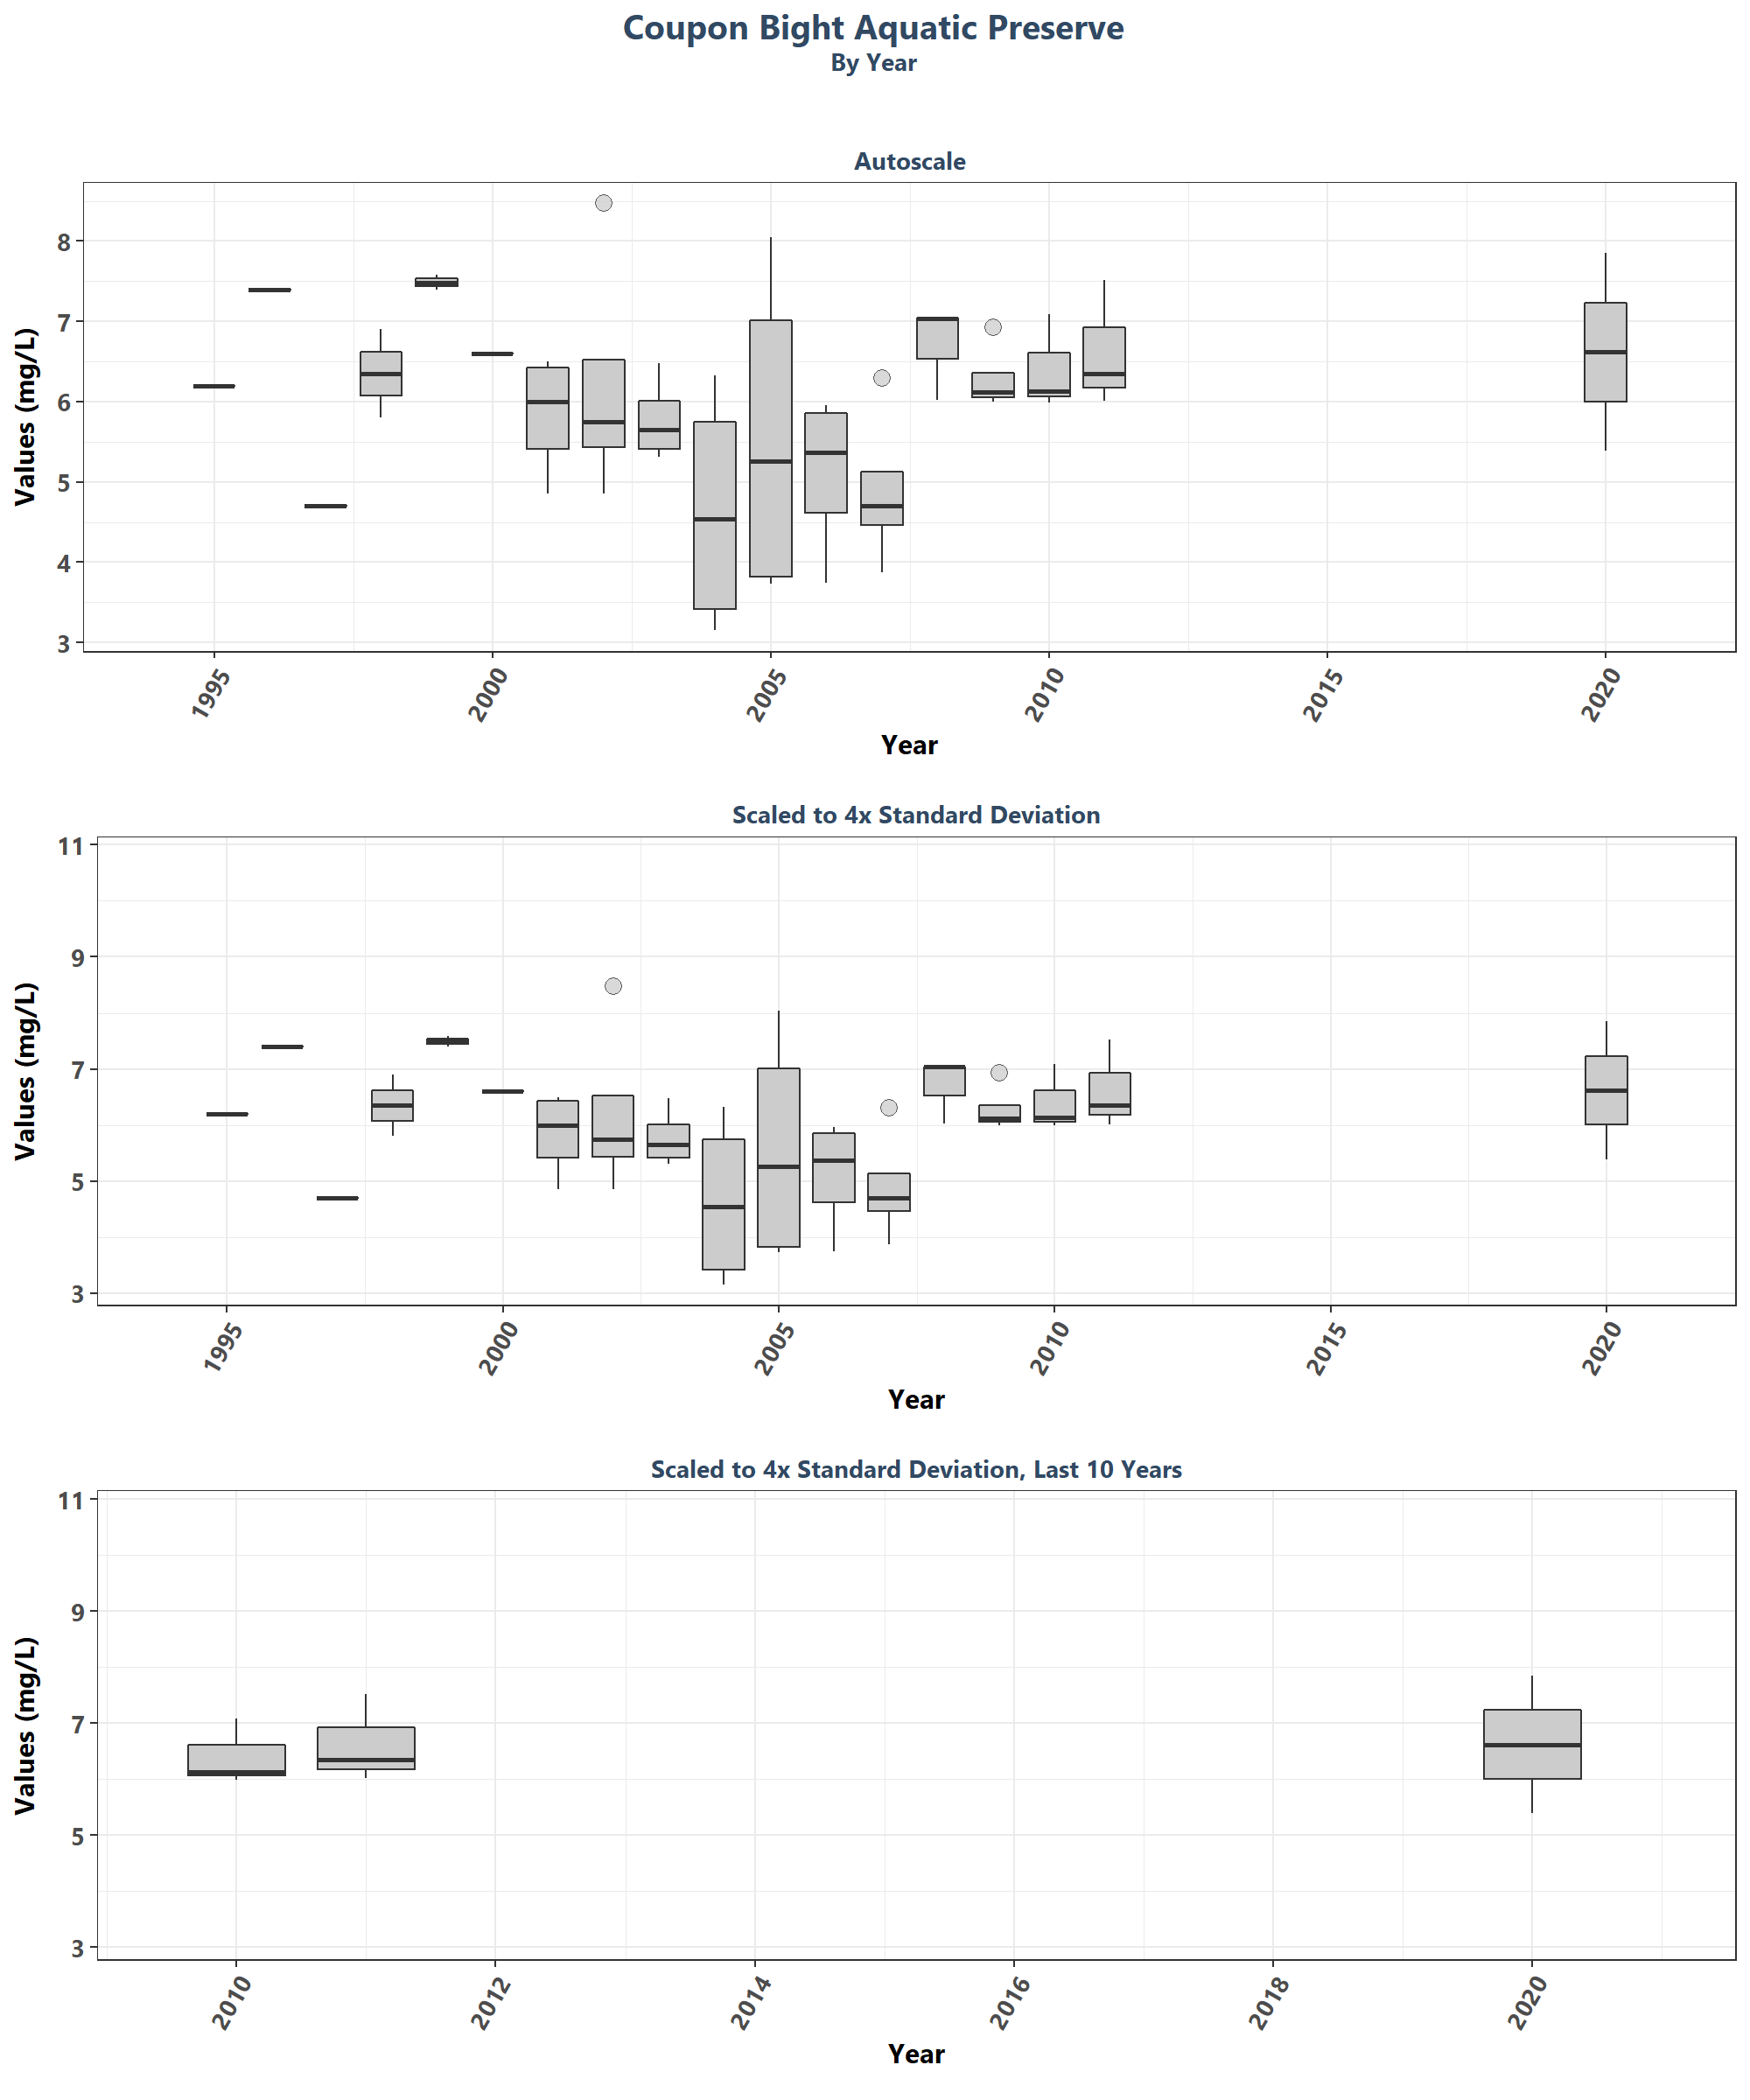 Coupon Bight Aquatic Preserve
By Year
Autoscale
Values (mg/L)
8
7
6
5
4
3
1995 2000 2005 2010 2015 2020
Year
Scaled to 4x Standard Deviation
Values (mg/L)
11
9
7
5
3
1995 2000 2005 2010 2015 2020
Year
Scaled to 4x Standard Deviation, Last 10 Years
Values (mg/L)
11
9
7
5
3
2010 2012 2014 2016 2018 2020
Year